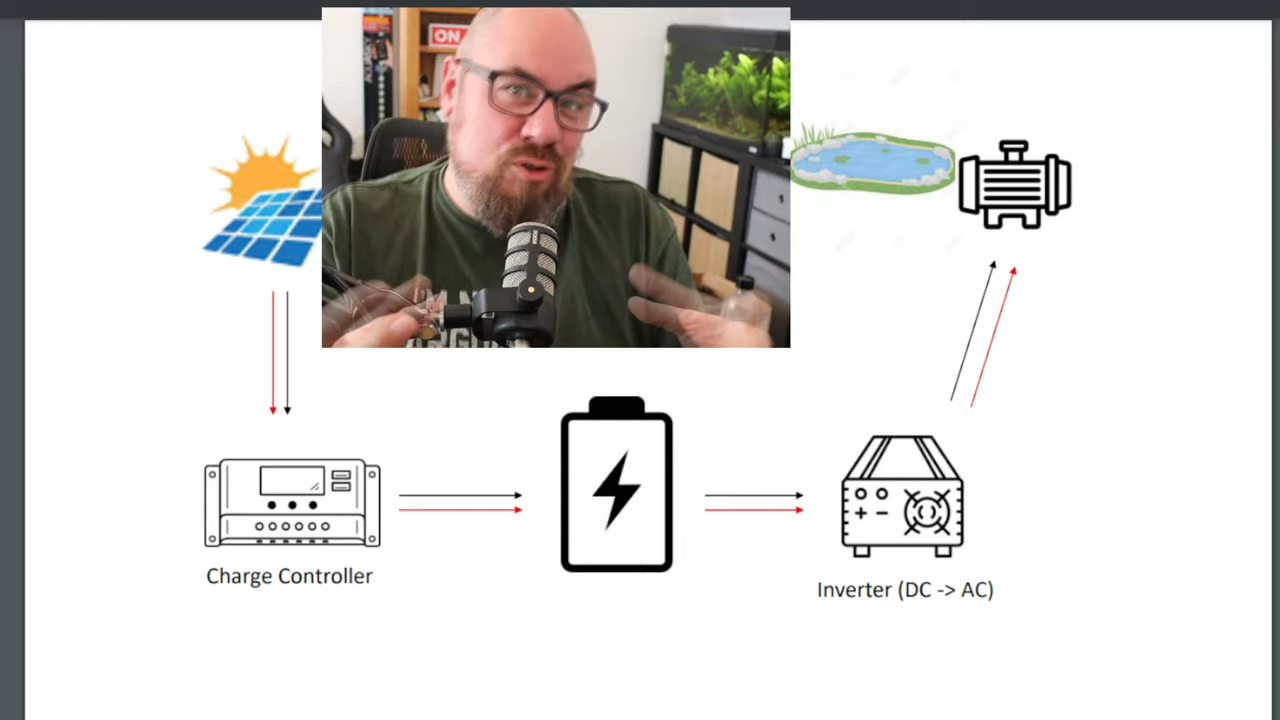 ON
Charge Controller
Inverter (DC -> AC)